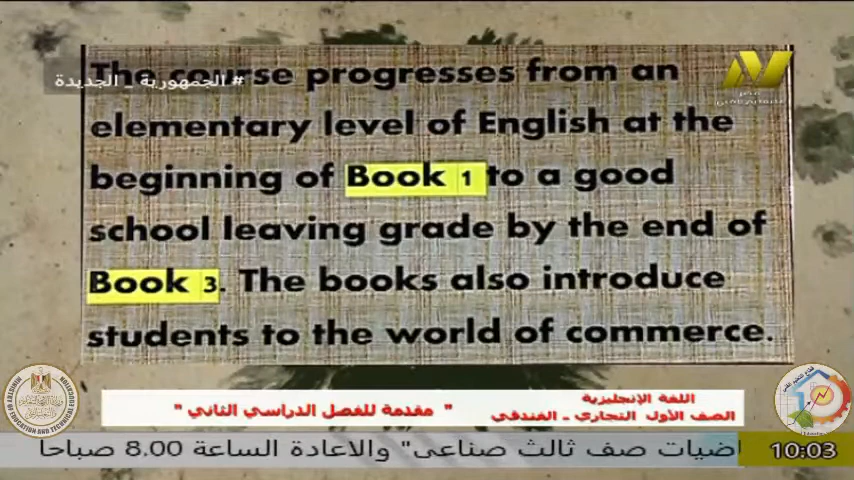 The course progresses from an
# الجمهورية _ الجديدة
elementary level of English at the
beginning of Book 1 to a good
school leaving grade by the end of
Book 3. The books also introduce
students to the world of commerce.
اللغة الإنجليزية
الصف الأول التجاري - الفندقي
" مقدمة للفصل الدراسي الثاني "
اضيات صف ثالث صناعى" والاعادة الساعة 8.00 صباحا
10:03